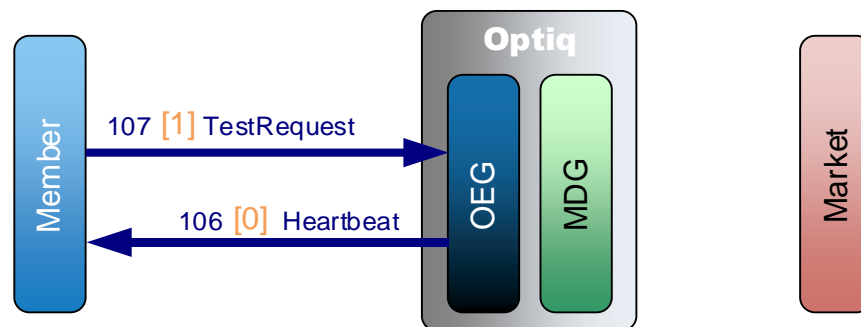 Optiq
Member
107 [1] TestRequest
106 [0] Heartbeat
OEG
MDG
Market